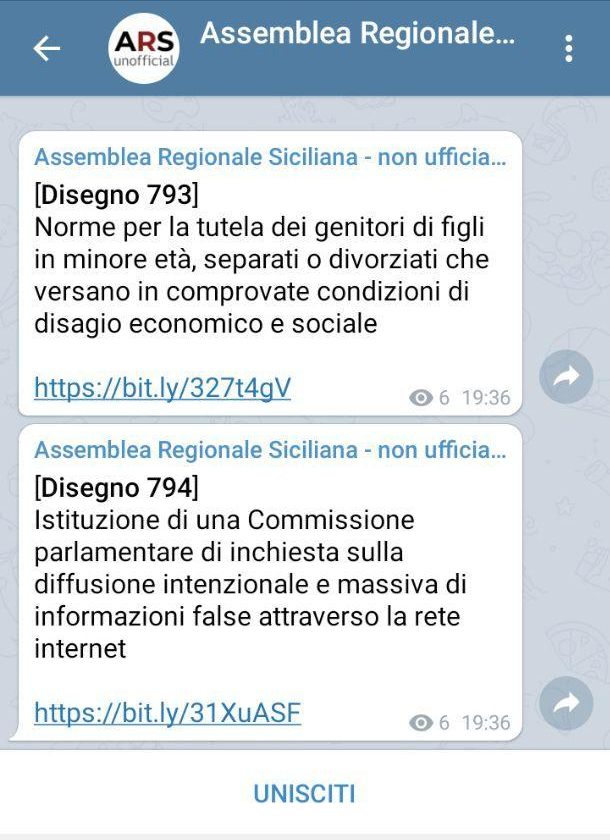 ARS
unofficial
Assemblea Regionale...
Assemblea Regionale Siciliana - non ufficia...
[Disegno 793]
Norme per la tutela dei genitori di figli
in minore età, separati o divorziati che
versano in comprovate condizioni di
disagio economico e sociale
https://bit.ly/327t4gV
6 19:36
Assemblea Regionale Siciliana - non ufficia...
[Disegno 794]
Istituzione di una Commissione
parlamentare di inchiesta sulla
diffusione intenzionale e massiva di
informazioni false attraverso la rete
internet
https://bit.ly/31XuASF
6 19:36
UNISCITI